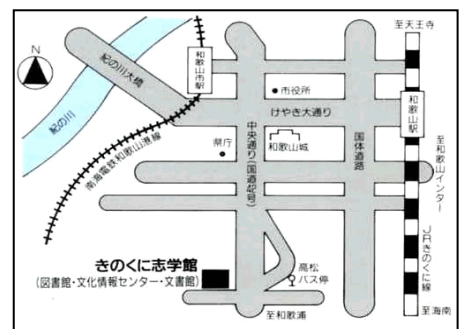 至天王寺
N
和歌山市駅
紀の川大橋
紀の川
市役所
けやき大通り
和歌山駅
県庁
和歌山城
中央通り(国道42号)
国体道路
至和歌山インター
南海電鉄和歌山港線
JRきのくに線
きのくに志学館
(図書館・文化情報センター・文書館)
高松
バス停
至和歌浦
至海南